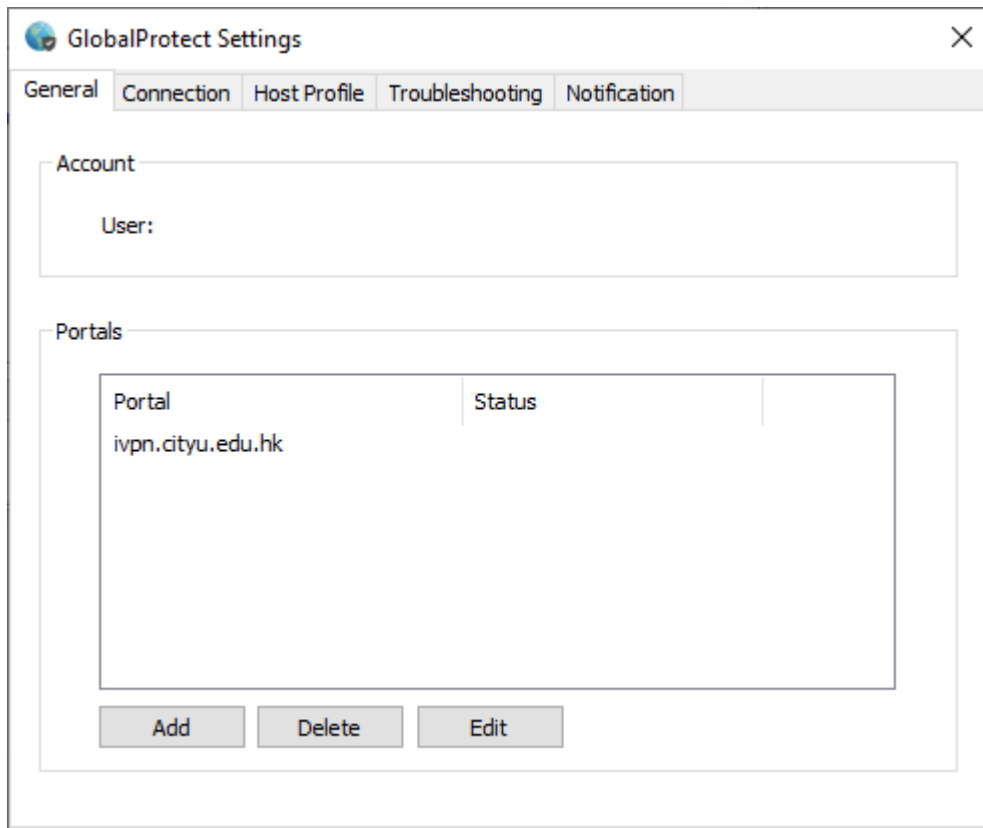 GlobalProtect Settings
General Connection Host Profile Troubleshooting Notification
Account
User:
Portals
Portal Status
ivpn.cityu.edu.hk
Add Delete Edit